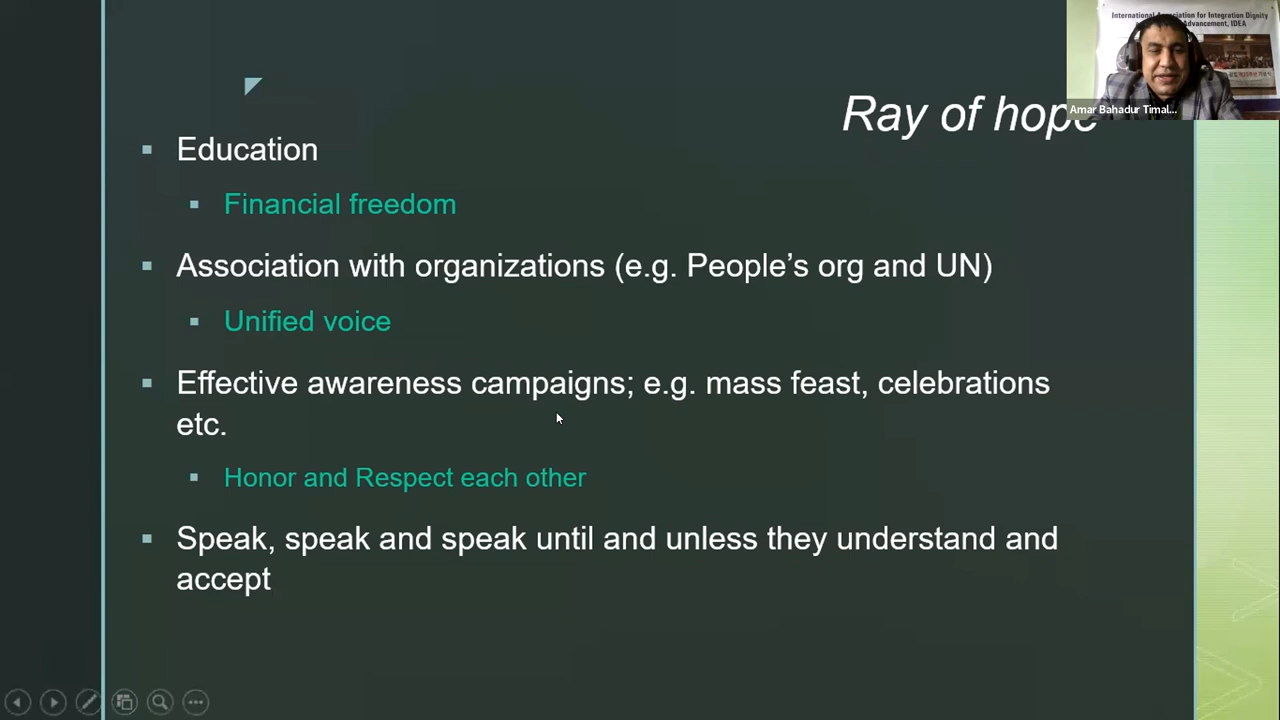 International Association for Integration Dignity
Advancement, IDEA
Amar Bahadur Timal...
Ray of hope
Education
Financial freedom
Association with organizations (e.g. People’s org and UN)
Unified voice
Effective awareness campaigns; e.g. mass feast, celebrations
etc.
Honor and Respect each other
Speak, speak and speak until and unless they understand and
accept